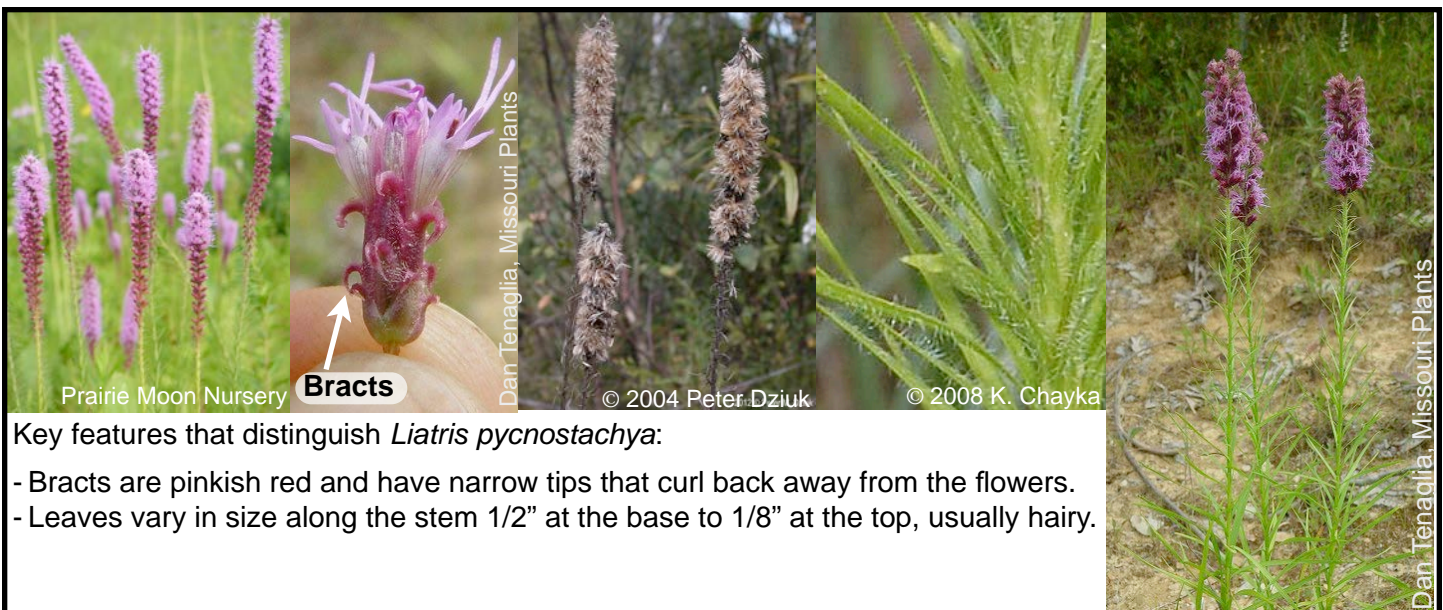 Prairie Moon Nursery
Bracts
Dan Tenaglia, Missouri Plants
© 2004 Peter Dziuk
© 2008 K. Chayka
Dan Tenaglia, Missouri Plants
Key features that distinguish Liatris pycnostachya:
- Bracts are pinkish red and have narrow tips that curl back away from the flowers.
- Leaves vary in size along the stem 1/2” at the base to 1/8” at the top, usually hairy.